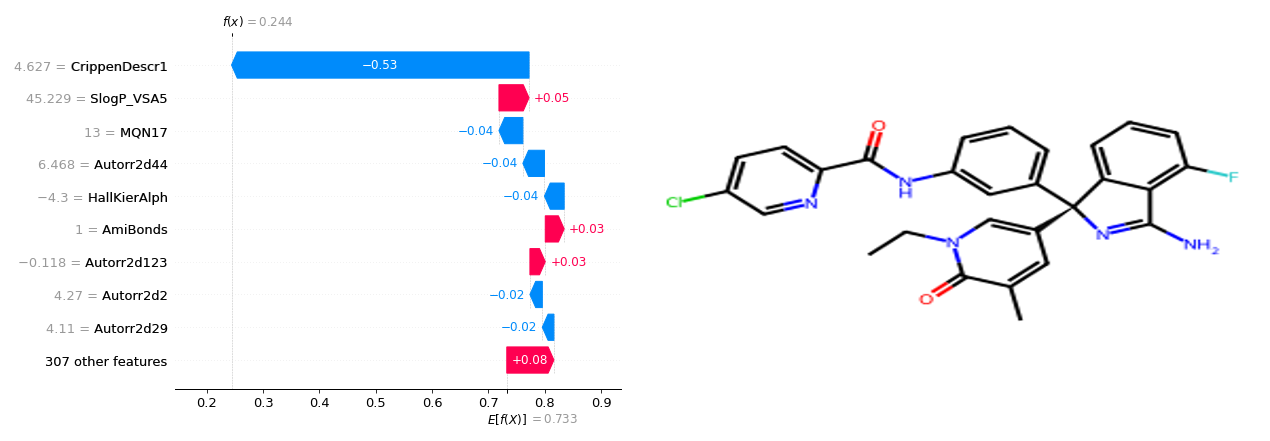 f(x) = 0.244
4.627 = CrippenDescr1
−0.53
45.229 = SlogP_VSA5
+0.05
13 = MQN17
−0.04
6.468 = Autorr2d44
−0.04
−4.3 = HallKierAlph
−0.04
1 = AmiBonds
+0.03
−0.118 = Autorr2d123
+0.03
4.27 = Autorr2d2
−0.02
4.11 = Autorr2d29
−0.02
307 other features
+0.08
0.2 0.3 0.4 0.5 0.6 0.7 0.8 0.9
E[f(X)] = 0.733
O
F
N
H
Cl
N
N
N
NH₂
O